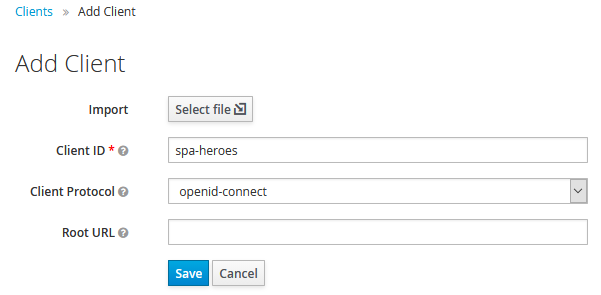 Clients » Add Client
Add Client
Import Select file
Client ID * spa-heroes
Client Protocol openid-connect
Root URL
Save Cancel